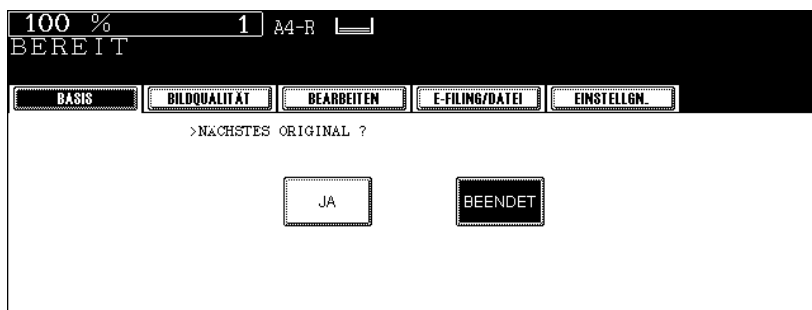 100 % 1 A4-R
BEREIT
BASIS BILDQUALITÄT BEARBEITEN E-FILING/DATEI EINSTELLGN.
>NÄCHSTES ORIGINAL ?
JA BEENDET